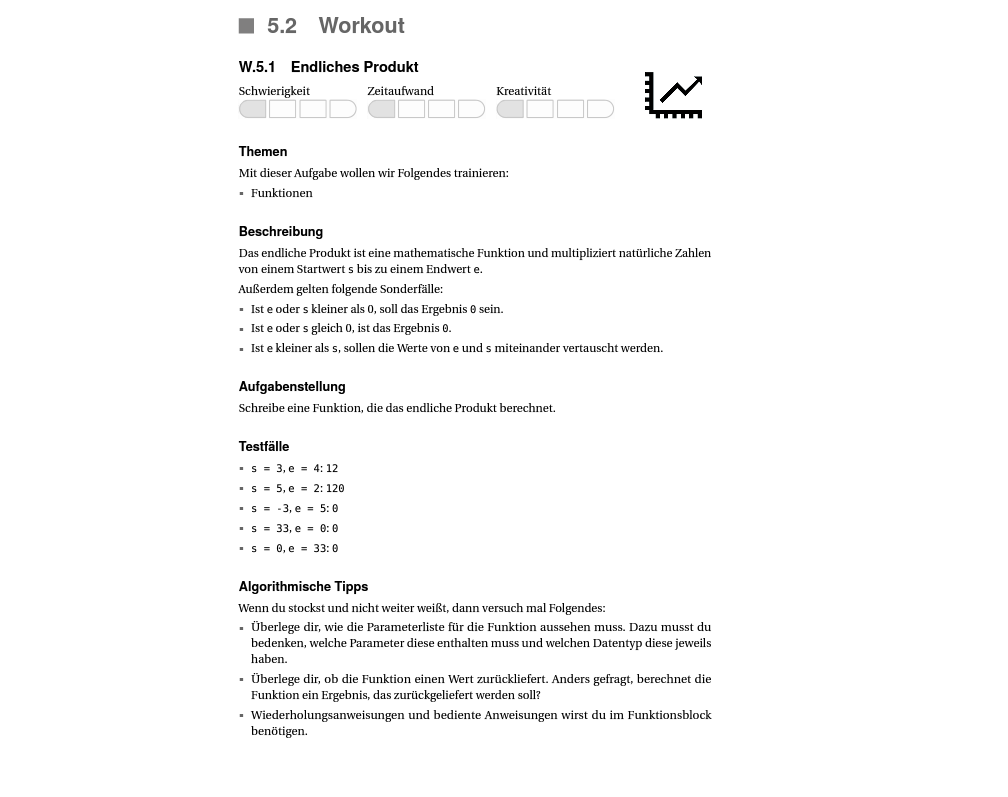 5.2 Workout
W.5.1 Endliches Produkt
Schwierigkeit Zeitaufwand Kreativität
Themen
Mit dieser Aufgabe wollen wir Folgendes trainieren:
▪ Funktionen
Beschreibung
Das endliche Produkt ist eine mathematische Funktion und multipliziert natürliche Zahlen
von einem Startwert s bis zu einem Endwert e.
Außerdem gelten folgende Sonderfälle:
▪ Ist e oder s kleiner als 0, soll das Ergebnis 0 sein.
▪ Ist e oder s gleich 0, ist das Ergebnis 0.
▪ Ist e kleiner als s, sollen die Werte von e und s miteinander vertauscht werden.
Aufgabenstellung
Schreibe eine Funktion, die das endliche Produkt berechnet.
Testfälle
▪ s = 3, e = 4: 12
▪ s = 5, e = 2: 120
▪ s = -3, e = 5: 0
▪ s = 33, e = 0: 0
▪ s = 0, e = 33: 0
Algorithmische Tipps
Wenn du stockst und nicht weiter weißt, dann versuch mal Folgendes:
▪ Überlege dir, wie die Parameterliste für die Funktion aussehen muss. Dazu musst du
bedenken, welche Parameter diese enthalten muss und welchen Datentyp diese jeweils
haben.
▪ Überlege dir, ob die Funktion einen Wert zurückliefert. Anders gefragt, berechnet die
Funktion ein Ergebnis, das zurückgeliefert werden soll?
▪ Wiederholungsanweisungen und bediente Anweisungen wirst du im Funktionsblock
benötigen.